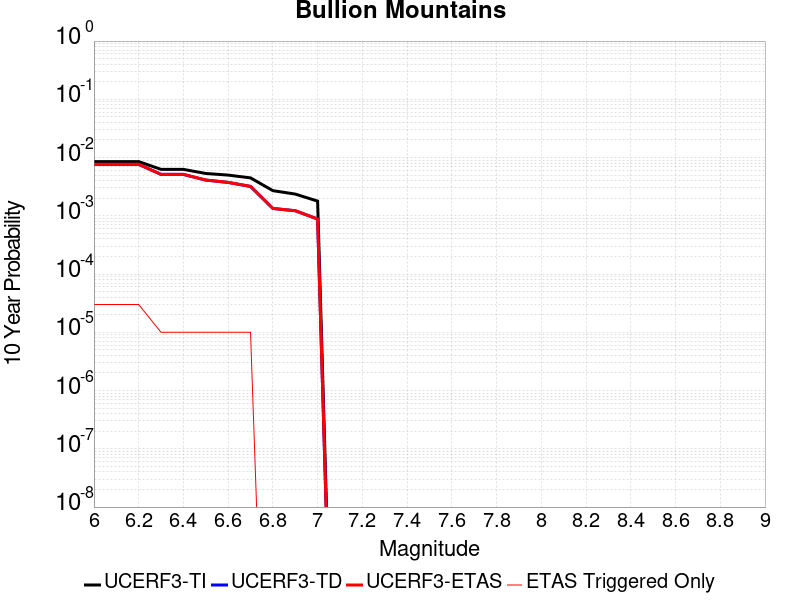 Bullion Mountains
10 0
10 -1
10 -2
10 -3
10 -4
10 -5
10 -6
10 -7
10 -8
10 Year Probability
6 6.2 6.4 6.6 6.8 7 7.2 7.4 7.6 7.8 8 8.2 8.4 8.6 8.8 9
Magnitude
UCERF3-TI UCERF3-TD UCERF3-ETAS ETAS Triggered Only